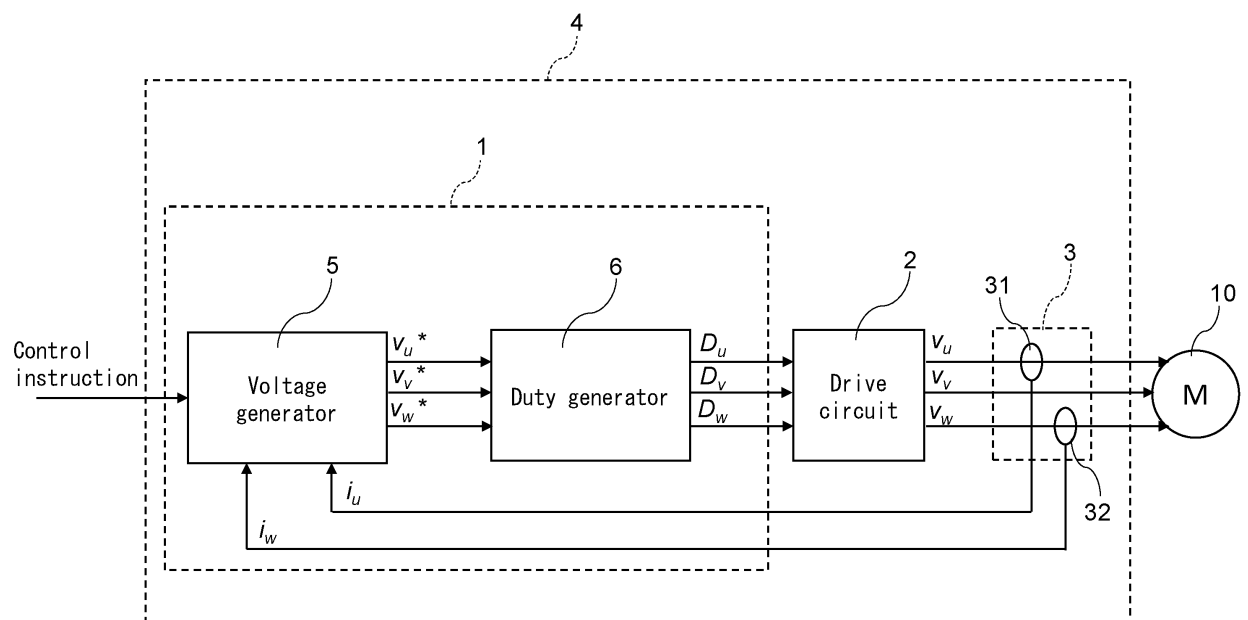 4
1
5
6
2
31
3
10
Control
instruction
Voltage
generator
vu*
vv*
vw*
Duty generator
Du
Dv
Dw
Drive
circuit
vu
vv
vw
M
32
iu
iw